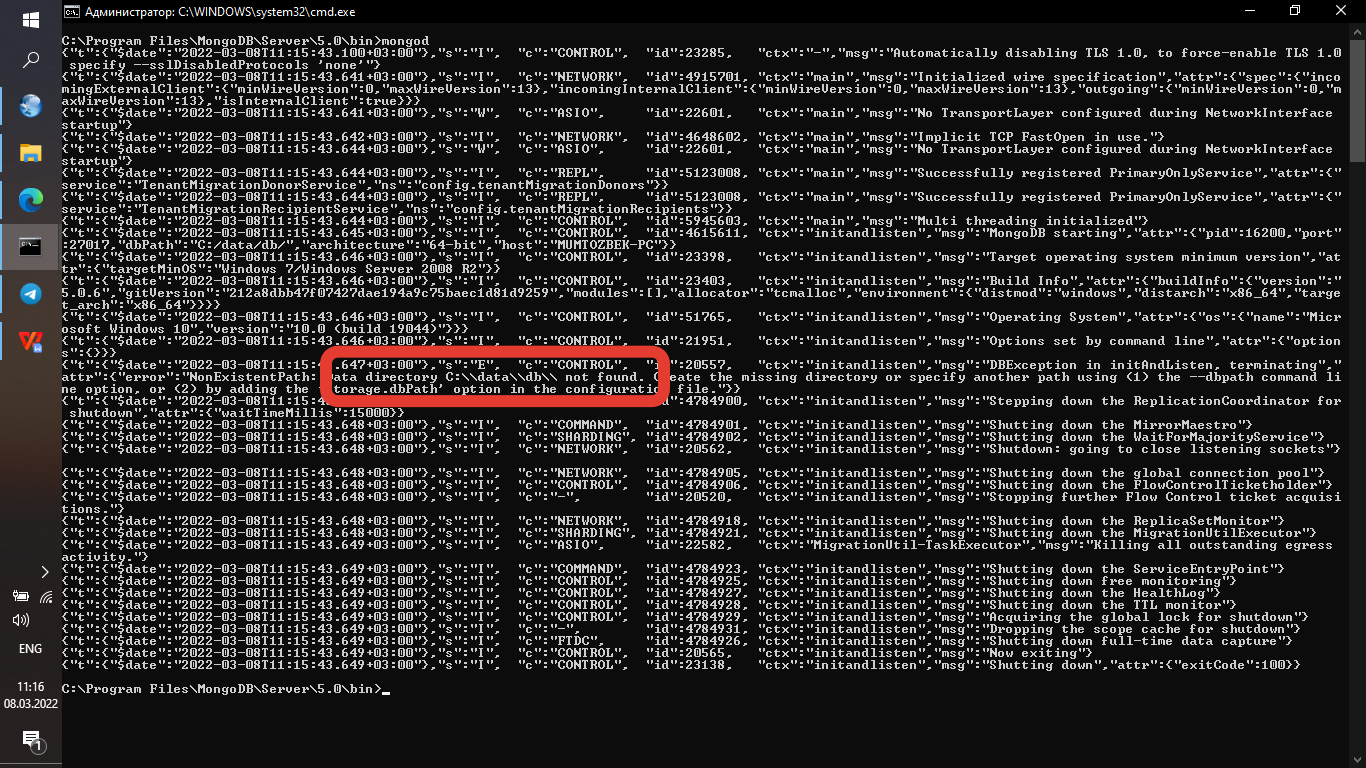 Администратор: C:\WINDOWS\system32\cmd.exe
C:\Program Files\MongoDB\Server\5.0\bin>mongod
{"t":{"$date":"2022-03-08T11:15:43.100+03:00"},"s":"I", "c":"CONTROL", "id":23285, "ctx":"-","msg":"Automatically disabling TLS 1.0, to force-enable TLS 1.0
specify --sslDisabledProtocols 'none'"}
{"t":{"$date":"2022-03-08T11:15:43.641+03:00"},"s":"I", "c":"NETWORK", "id":4915701, "ctx":"main","msg":"Initialized wire specification","attr":{"spec":{"inco
mingExternalClient":{"minWireVersion":0,"maxWireVersion":13},"incomingInternalClient":{"minWireVersion":0,"maxWireVersion":13},"outgoing":{"minWireVersion":0,"m
axWireVersion":13},"isInternalClient":true}}}
{"t":{"$date":"2022-03-08T11:15:43.641+03:00"},"s":"W", "c":"ASIO", "id":22601, "ctx":"main","msg":"No TransportLayer configured during NetworkInterface
startup"}
{"t":{"$date":"2022-03-08T11:15:43.642+03:00"},"s":"I", "c":"NETWORK", "id":4648602, "ctx":"main","msg":"Implicit TCP FastOpen in use."}
{"t":{"$date":"2022-03-08T11:15:43.644+03:00"},"s":"W", "c":"ASIO", "id":22601, "ctx":"main","msg":"No TransportLayer configured during NetworkInterface
startup"}
{"t":{"$date":"2022-03-08T11:15:43.644+03:00"},"s":"I", "c":"REPL", "id":5123008, "ctx":"main","msg":"Successfully registered PrimaryOnlyService","attr":{"
service":"TenantMigrationDonorService","ns":"config.tenantMigrationDonors"}}
{"t":{"$date":"2022-03-08T11:15:43.644+03:00"},"s":"I", "c":"REPL", "id":5123008, "ctx":"main","msg":"Successfully registered PrimaryOnlyService","attr":{"
service":"TenantMigrationRecipientService","ns":"config.tenantMigrationRecipients"}}
{"t":{"$date":"2022-03-08T11:15:43.644+03:00"},"s":"I", "c":"CONTROL", "id":5945603, "ctx":"main","msg":"Multi threading initialized"}
{"t":{"$date":"2022-03-08T11:15:43.645+03:00"},"s":"I", "c":"CONTROL", "id":4615611, "ctx":"initandlisten","msg":"MongoDB starting","attr":{"pid":16200,"port"
:27017,"dbPath":"C:/data/db/","architecture":"64-bit","host":"MUMTOZBEK-PC"}}
{"t":{"$date":"2022-03-08T11:15:43.646+03:00"},"s":"I", "c":"CONTROL", "id":23398, "ctx":"initandlisten","msg":"Target operating system minimum version","at
tr":{"targetMinOS":"Windows 7/Windows Server 2008 R2"}}
{"t":{"$date":"2022-03-08T11:15:43.646+03:00"},"s":"I", "c":"CONTROL", "id":23403, "ctx":"initandlisten","msg":"Build Info","attr":{"buildInfo":{"version":"
5.0.6","gitVersion":"212a8dbb47f07427dae194a9c75baec1d81d9259","modules":[],"allocator":"tcmalloc","environment":{"distmod":"windows","distarch":"x86_64","targe
t_arch":"x86_64"}}}}
{"t":{"$date":"2022-03-08T11:15:43.646+03:00"},"s":"I", "c":"CONTROL", "id":51765, "ctx":"initandlisten","msg":"Operating System","attr":{"os":{"name":"Micr
osoft Windows 10","version":"10.0 (build 19044)"}}}
{"t":{"$date":"2022-03-08T11:15:43.646+03:00"},"s":"I", "c":"CONTROL", "id":21951, "ctx":"initandlisten","msg":"Options set by command line","attr":{"option
s":{}}}
{"t":{"$date":"2022-03-08T11:15:43.647+03:00"},"s":"E", "c":"CONTROL", "id":20557, "ctx":"initandlisten","msg":"DBException in initAndListen, terminating","
attr":{"error":"NonExistentPath: ata directory C:\\data\\db\\ not found. Create the missing directory or specify another path using (1) the --dbpath command li
ne option, or (2) by adding the 'storage.dbPath' option in the configuration file."}}
{"t":{"$date":"2022-03-08T11:15:43. "id":4784900, "ctx":"initandlisten","msg":"Stepping down the ReplicationCoordinator for
shutdown","attr":{"waitTimeMillis":15000}}
{"t":{"$date":"2022-03-08T11:15:43.648+03:00"},"s":"I", "c":"COMMAND", "id":4784901, "ctx":"initandlisten","msg":"Shutting down the MirrorMaestro"}
{"t":{"$date":"2022-03-08T11:15:43.648+03:00"},"s":"I", "c":"SHARDING", "id":4784902, "ctx":"initandlisten","msg":"Shutting down the WaitForMajorityService"}
{"t":{"$date":"2022-03-08T11:15:43.648+03:00"},"s":"I", "c":"NETWORK", "id":20562, "ctx":"initandlisten","msg":"Shutdown: going to close listening sockets"}
{"t":{"$date":"2022-03-08T11:15:43.648+03:00"},"s":"I", "c":"NETWORK", "id":4784905, "ctx":"initandlisten","msg":"Shutting down the global connection pool"}
{"t":{"$date":"2022-03-08T11:15:43.648+03:00"},"s":"I", "c":"CONTROL", "id":4784906, "ctx":"initandlisten","msg":"Shutting down the FlowControlTicketholder"}
{"t":{"$date":"2022-03-08T11:15:43.648+03:00"},"s":"I", "c":"-", "id":20520, "ctx":"initandlisten","msg":"Stopping further Flow Control ticket acquisi
tions."}
{"t":{"$date":"2022-03-08T11:15:43.648+03:00"},"s":"I", "c":"NETWORK", "id":4784918, "ctx":"initandlisten","msg":"Shutting down the ReplicaSetMonitor"}
{"t":{"$date":"2022-03-08T11:15:43.648+03:00"},"s":"I", "c":"SHARDING", "id":4784921, "ctx":"initandlisten","msg":"Shutting down the MigrationUtilExecutor"}
{"t":{"$date":"2022-03-08T11:15:43.649+03:00"},"s":"I", "c":"ASIO", "id":22582, "ctx":"MigrationUtil-TaskExecutor","msg":"Killing all outstanding egress
activity."}
{"t":{"$date":"2022-03-08T11:15:43.649+03:00"},"s":"I", "c":"COMMAND", "id":4784923, "ctx":"initandlisten","msg":"Shutting down the ServiceEntryPoint"}
{"t":{"$date":"2022-03-08T11:15:43.649+03:00"},"s":"I", "c":"CONTROL", "id":4784925, "ctx":"initandlisten","msg":"Shutting down free monitoring"}
{"t":{"$date":"2022-03-08T11:15:43.649+03:00"},"s":"I", "c":"CONTROL", "id":4784927, "ctx":"initandlisten","msg":"Shutting down the HealthLog"}
{"t":{"$date":"2022-03-08T11:15:43.649+03:00"},"s":"I", "c":"CONTROL", "id":4784928, "ctx":"initandlisten","msg":"Shutting down the TTL monitor"}
{"t":{"$date":"2022-03-08T11:15:43.649+03:00"},"s":"I", "c":"CONTROL", "id":4784929, "ctx":"initandlisten","msg":"Acquiring the global lock for shutdown"}
{"t":{"$date":"2022-03-08T11:15:43.649+03:00"},"s":"I", "c":"-", "id":4784931, "ctx":"initandlisten","msg":"Dropping the scope cache for shutdown"}
{"t":{"$date":"2022-03-08T11:15:43.649+03:00"},"s":"I", "c":"FTDC", "id":4784926, "ctx":"initandlisten","msg":"Shutting down full-time data capture"}
{"t":{"$date":"2022-03-08T11:15:43.649+03:00"},"s":"I", "c":"CONTROL", "id":20565, "ctx":"initandlisten","msg":"Now exiting"}
{"t":{"$date":"2022-03-08T11:15:43.649+03:00"},"s":"I", "c":"CONTROL", "id":23138, "ctx":"initandlisten","msg":"Shutting down","attr":{"exitCode":100}}
C:\Program Files\MongoDB\Server\5.0\bin>
ENG
11:16
08.03.2022
1